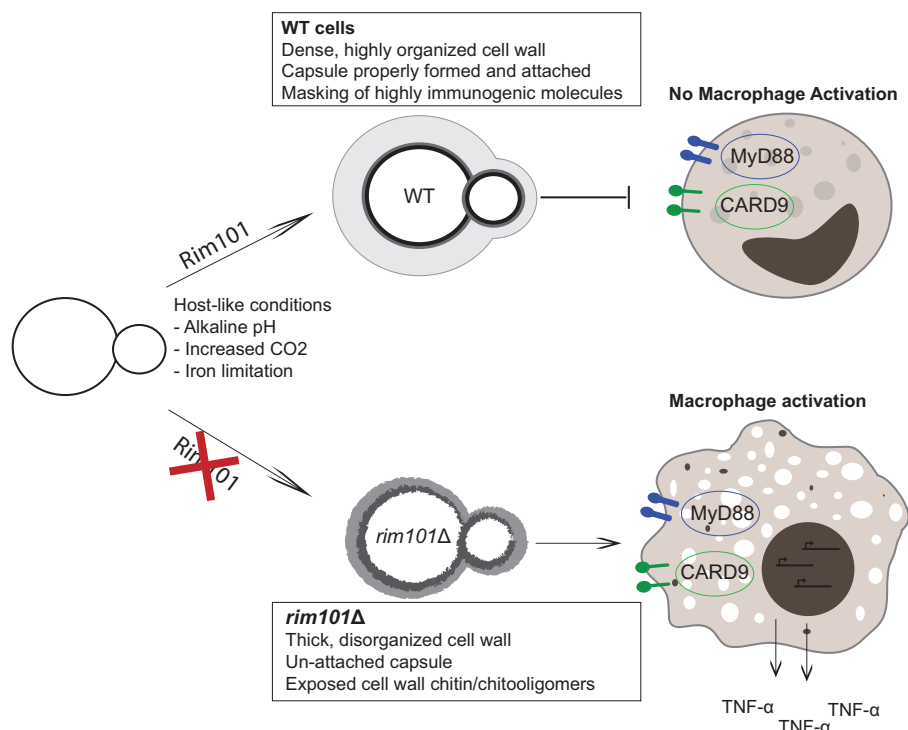 WT cells
Dense, highly organized cell wall
Capsule properly formed and attached
Masking of highly immunogenic molecules
No Macrophage Activation
MyD88
CARD9
WT
Rim101
Host-like conditions
- Alkaline pH
- Increased CO2
- Iron limitation
Rim101
Macrophage activation
MyD88
CARD9
rim101Δ
rim101Δ
Thick, disorganized cell wall
Un-attached capsule
Exposed cell wall chitin/chitooligomers
TNF-α
TNF-α
TNF-α